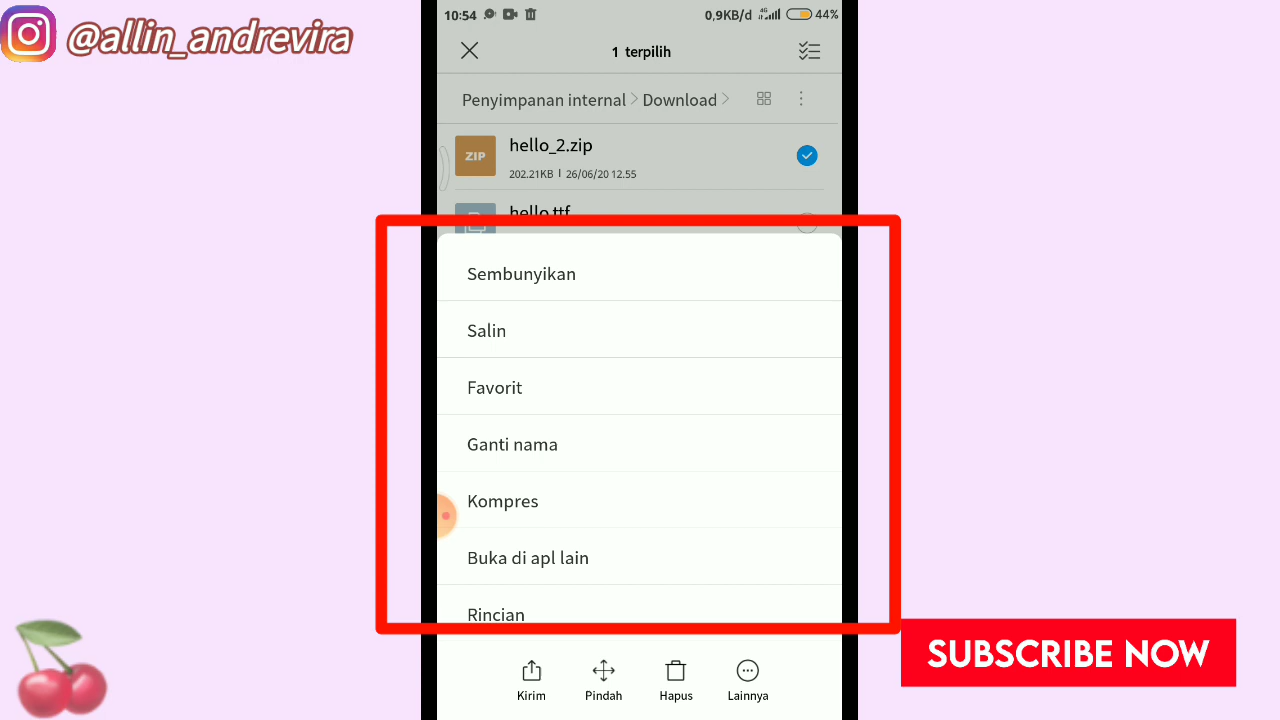 @allin_andrevira
10:54 0,9KB/d 4G 44%
1 terpilih
Penyimpanan internal Download
ZIP
hello_2.zip
202.21KB | 26/06/20 12.55
hello.ttf
Sembunyikan
Salin
Favorit
Ganti nama
Kompres
Buka di apl lain
Rincian
Kirim Pindah Hapus Lainnya
SUBSCRIBE NOW